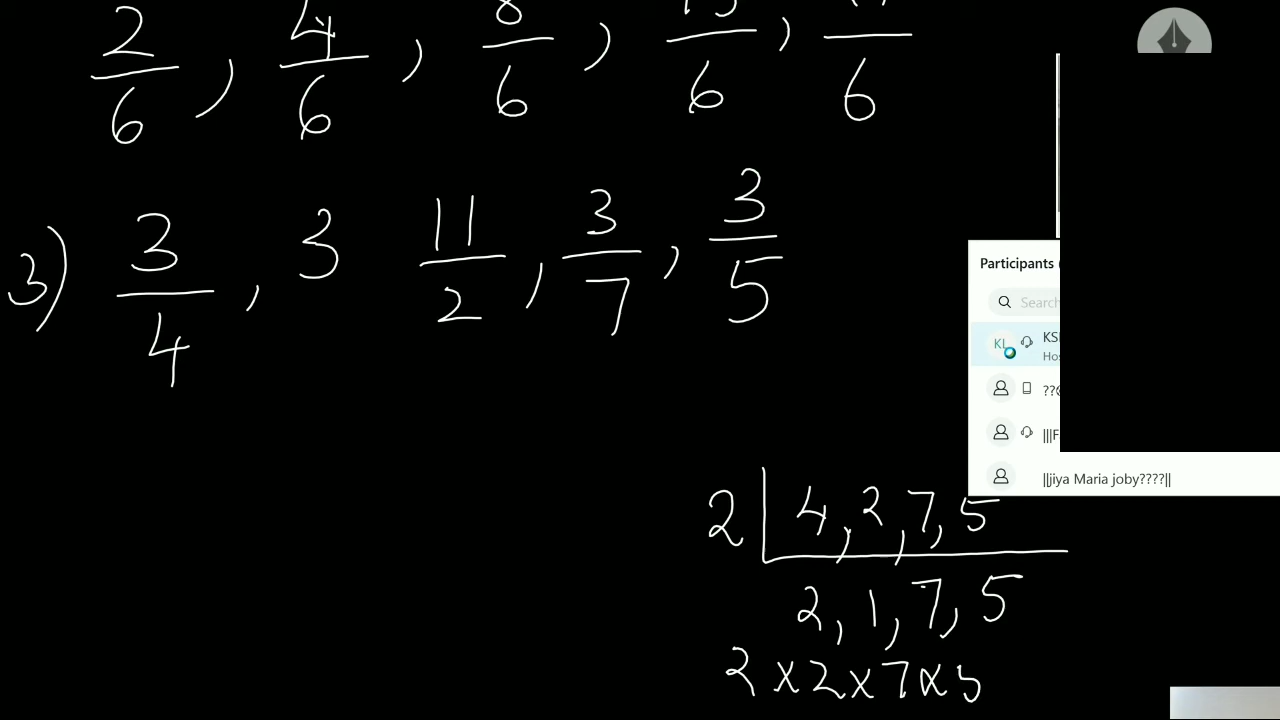 2/6, 4/6, 8/6, /6, /6
3) 3/4, 3 11/2, 3/7, 3/5
Participants (
Search
KL KS
Hos
|||F
||jiya Maria joby????||
2 | 4, 2, 7, 5
2, 1, 7, 5
2 × 2 × 7 × 5